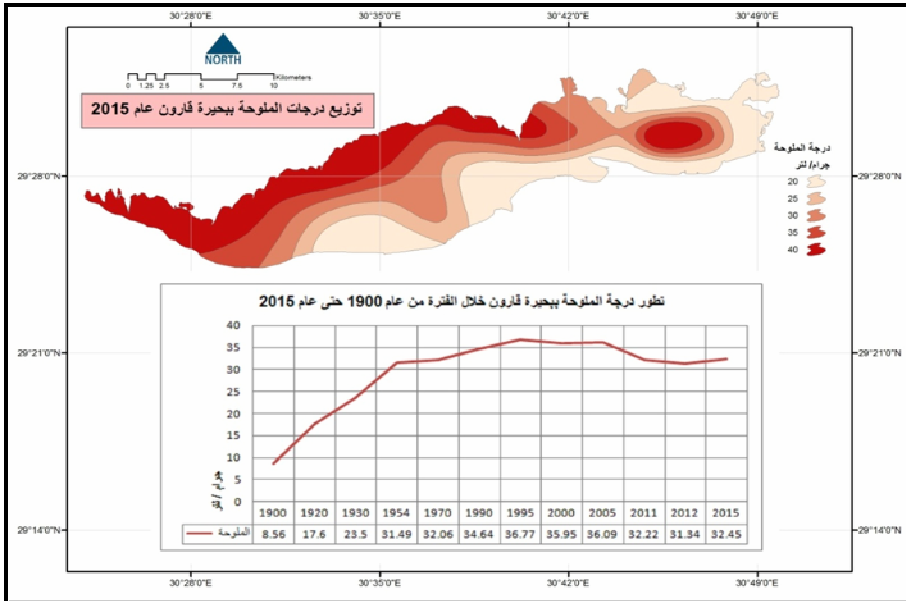 30°28'0"E 30°35'0"E 30°42'0"E 30°49'0"E
NORTH
0 1.25 2.5 5 7.5 10 Kilometers
توزيع درجات الملوحة ببحيرة قارون عام 2015
درجة الملوحة
جرام/ لتر
20
25
30
35
40
29°28'0"N 29°28'0"N
تطور درجة الملوحة ببحيرة قارون خلال الفترة من عام 1900 حتى عام 2015
40
35
30
25
20
15
10
5
0
جرام / لتر
29°21'0"N 29°21'0"N
1900 1920 1930 1954 1970 1990 1995 2000 2005 2011 2012 2015
الملوحة 8.56 17.6 23.5 31.49 32.06 34.64 36.77 35.95 36.09 32.22 31.34 32.45
29°14'0"N 29°14'0"N
30°28'0"E 30°35'0"E 30°42'0"E 30°49'0"E